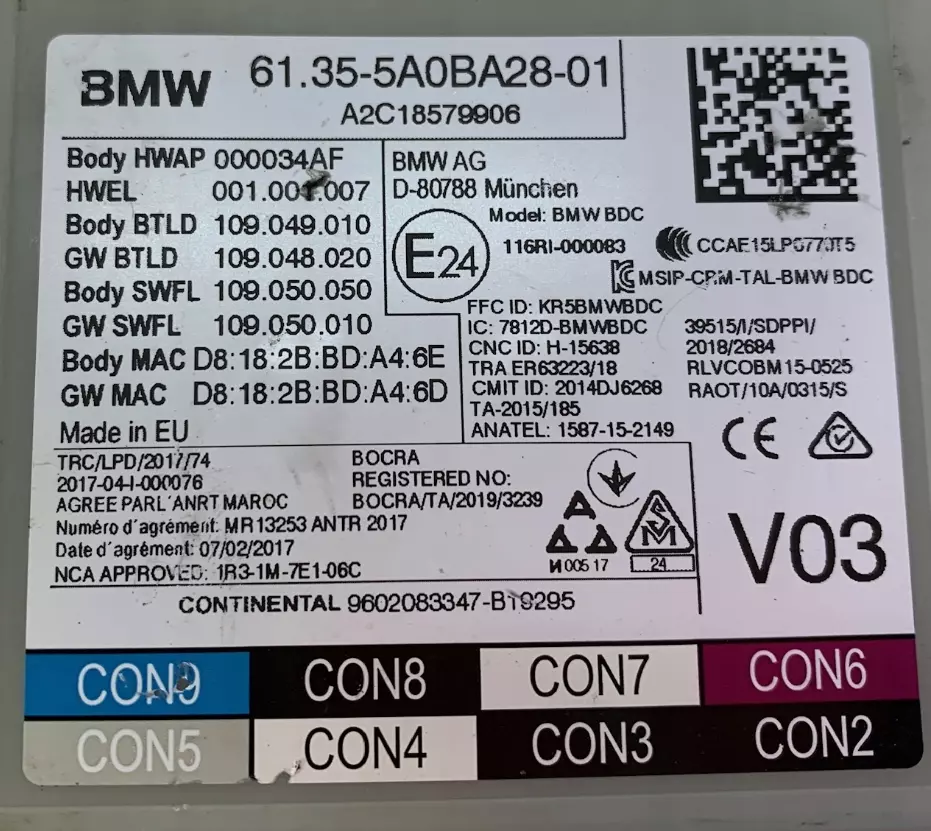 BMW 61.35-5A0BA28-01
A2C18579906
Body HWAP 000034AF
HWEL 001.001.007
Body BTLD 109.049.010
GW BTLD 109.048.020
Body SWFL 109.050.050
GW SWFL 109.050.010
Body MAC D8:18:2B:BD:A4:6E
GW MAC D8:18:2B:BD:A4:6D
Made in EU
BMW AG
D-80788 München
Model: BMW BDC
E24
116RI-000083
MSIP-CRM-TAL-BMW BDC
FFC ID: KR5BMWBDC
IC: 7812D-BMWBDC
CNC ID: H-15638
TRA ER63223/18
CMIT ID: 2014DJ6268
TA-2015/185
ANATEL: 1587-15-2149
39515/I/SDPPI/
2018/2684
RLVCOBM15-0525
RAOT/10A/0315/S
CE
TRC/LPD/2017/74
2017-04-I-000076
AGREE PARL'ANRT MAROC
Numéro d'agrément: MR 13253 ANTR 2017
Date d'agrément: 07/02/2017
NCA APPROVED: 1R3-1M-7E1-06C
BOCRA
REGISTERED NO:
BOCRA/TA/2019/3239
005 17
SM
24
V03
CONTINENTAL 9602083347-B19295
CON9 CON8 CON7 CON6
CON5 CON4 CON3 CON2